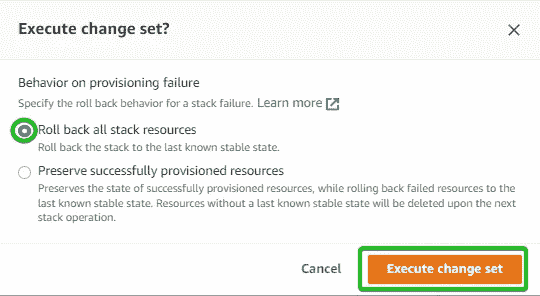 Execute change set?
Behavior on provisioning failure
Specify the roll back behavior for a stack failure. Learn more
Roll back all stack resources
Roll back the stack to the last known stable state.
Preserve successfully provisioned resources
Preserves the state of successfully provisioned resources, while rolling back failed resources to the
last known stable state. Resources without a last known stable state will be deleted upon the next
stack operation.
Cancel Execute change set